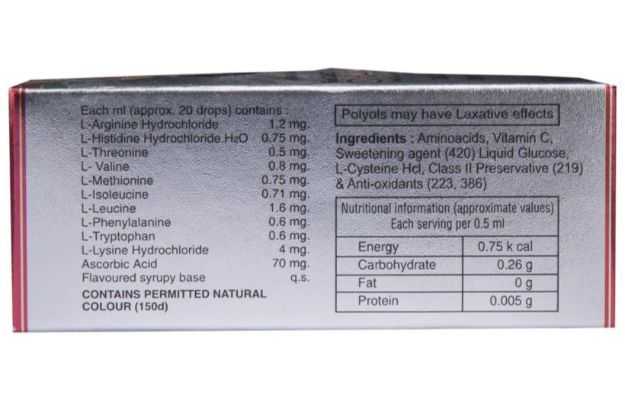 Each ml (approx. 20 drops) contains :
L-Arginine Hydrochloride 1.2 mg.
L-Histidine Hydrochloride.H2O 0.75 mg.
L-Threonine 0.5 mg.
L- Valine 0.8 mg.
L-Methionine 0.75 mg.
L-Isoleucine 0.71 mg.
L-Leucine 1.6 mg.
L-Phenylalanine 0.6 mg.
L-Tryptophan 0.6 mg.
L-Lysine Hydrochloride 4 mg.
Ascorbic Acid 70 mg.
Flavoured syrupy base q.s.
CONTAINS PERMITTED NATURAL
COLOUR (150d)
Polyols may have Laxative effects
Ingredients : Aminoacids, Vitamin C,
Sweetening agent (420) Liquid Glucose,
L-Cysteine Hcl, Class II Preservative (219)
& Anti-oxidants (223, 386)
Nutritional Information (approximate values)
Each serving per 0.5 ml
Energy 0.75 k cal
Carbohydrate 0.26 g
Fat 0 g
Protein 0.005 g